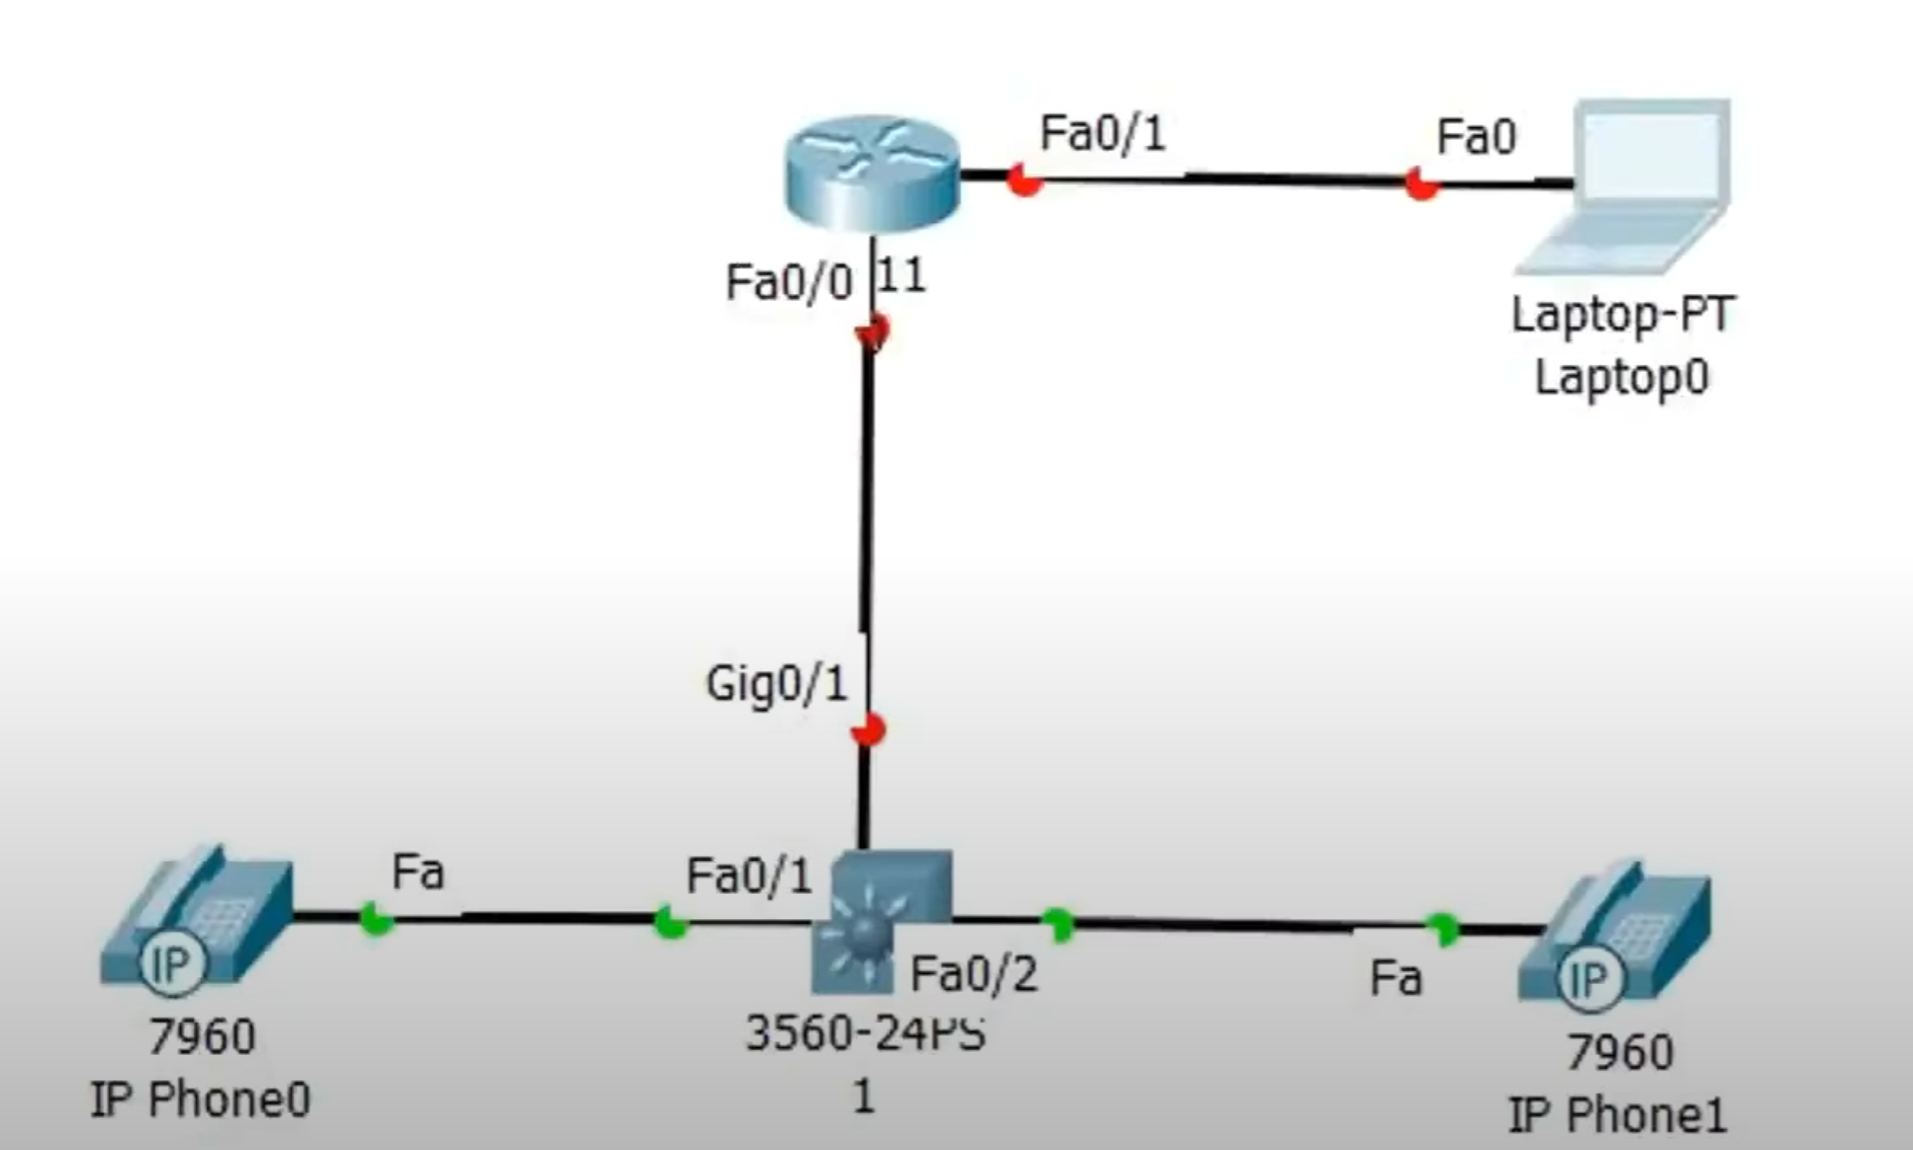 Fa0/1
Fa0
Fa0/0
11
Laptop-PT
Laptop0
Gig0/1
Fa
Fa0/1
Fa0/2
Fa
IP
7960
IP Phone0
3560-24PS
1
IP
7960
IP Phone1